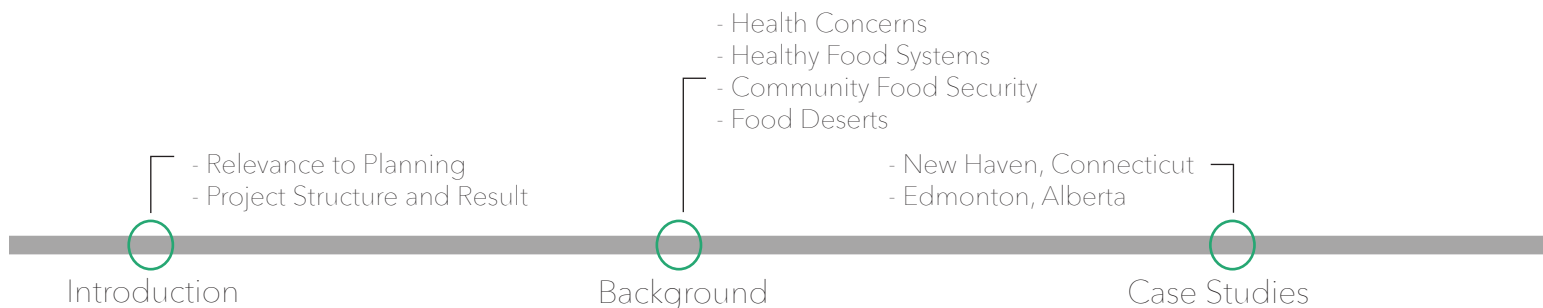 - Health Concerns
- Healthy Food Systems
- Community Food Security
- Food Deserts
- Relevance to Planning
- Project Structure and Result
- New Haven, Connecticut
- Edmonton, Alberta
Introduction
Background
Case Studies